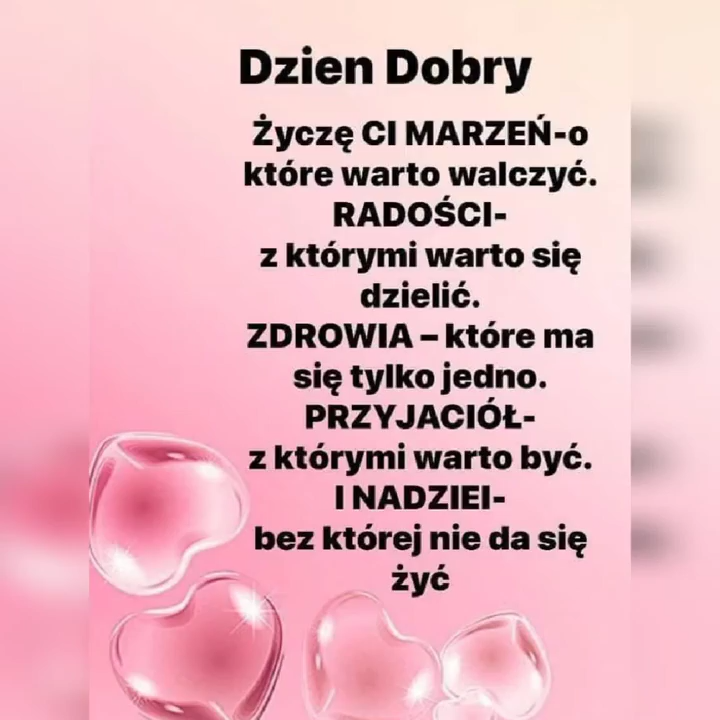 Dzien Dobry
Życzę CI MARZEŃ-o
które warto walczyć.
RADOŚCI-
z którymi warto się
dzielić.
ZDROWIA – które ma
się tylko jedno.
PRZYJACIÓŁ-
z którymi warto być.
I NADZIEI-
bez której nie da się
żyć